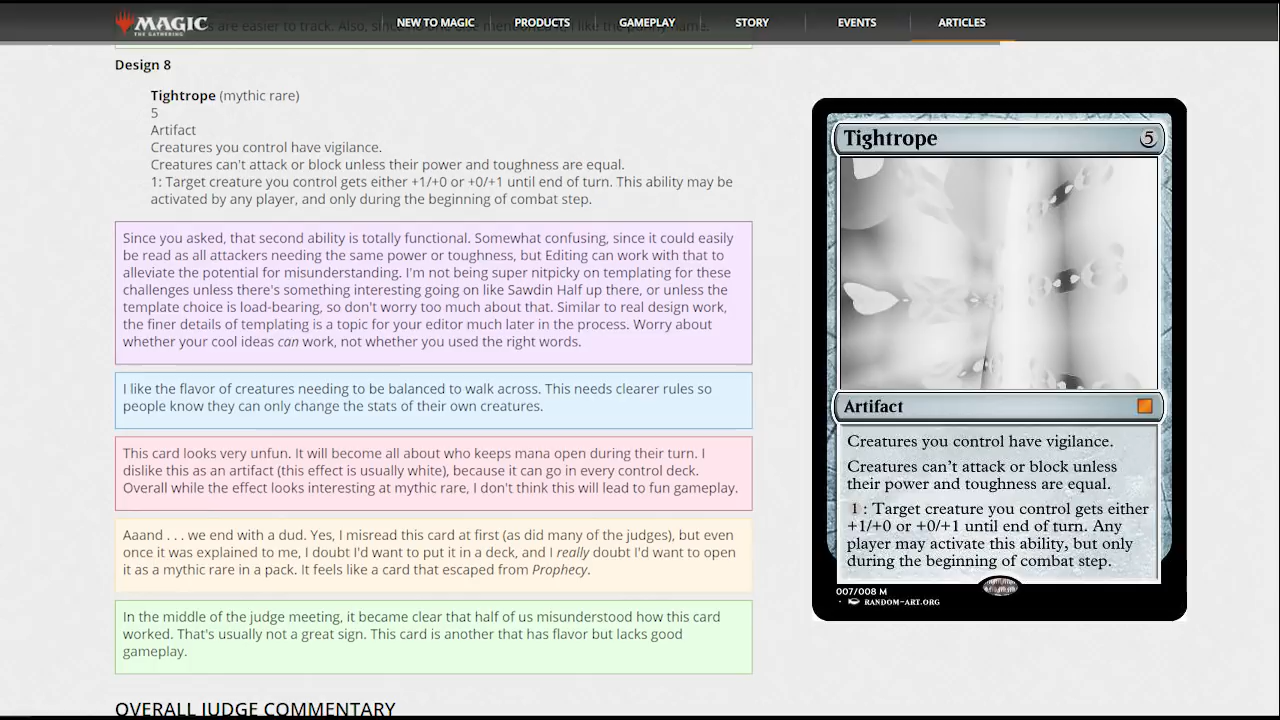 MAGIC
THE GATHERING
NEW TO MAGIC
PRODUCTS
GAMEPLAY
STORY
EVENTS
ARTICLES
are easier to track. Also, since no one else mentioned it, I like the punny name.
Design 8
Tightrope (mythic rare)
5
Artifact
Creatures you control have vigilance.
Creatures can't attack or block unless their power and toughness are equal.
1: Target creature you control gets either +1/+0 or +0/+1 until end of turn. This ability may be
activated by any player, and only during the beginning of combat step.
Since you asked, that second ability is totally functional. Somewhat confusing, since it could easily
be read as all attackers needing the same power or toughness, but Editing can work with that to
alleviate the potential for misunderstanding. I'm not being super nitpicky on templating for these
challenges unless there's something interesting going on like Sawdin Half up there, or unless the
template choice is load-bearing, so don't worry too much about that. Similar to real design work,
the finer details of templating is a topic for your editor much later in the process. Worry about
whether your cool ideas can work, not whether you used the right words.
I like the flavor of creatures needing to be balanced to walk across. This needs clearer rules so
people know they can only change the stats of their own creatures.
This card looks very unfun. It will become all about who keeps mana open during their turn. I
dislike this as an artifact (this effect is usually white), because it can go in every control deck.
Overall while the effect looks interesting at mythic rare, I don't think this will lead to fun gameplay.
Aaand . . . we end with a dud. Yes, I misread this card at first (as did many of the judges), but even
once it was explained to me, I doubt I'd want to put it in a deck, and I really doubt I'd want to open
it as a mythic rare in a pack. It feels like a card that escaped from Prophecy.
In the middle of the judge meeting, it became clear that half of us misunderstood how this card
worked. That's usually not a great sign. This card is another that has flavor but lacks good
gameplay.
OVERALL JUDGE COMMENTARY
Tightrope 5
Artifact
Creatures you control have vigilance.
Creatures can't attack or block unless
their power and toughness are equal.
1 : Target creature you control gets either
+1/+0 or +0/+1 until end of turn. Any
player may activate this ability, but only
during the beginning of combat step.
007/008 M
• RANDOM-ART.ORG